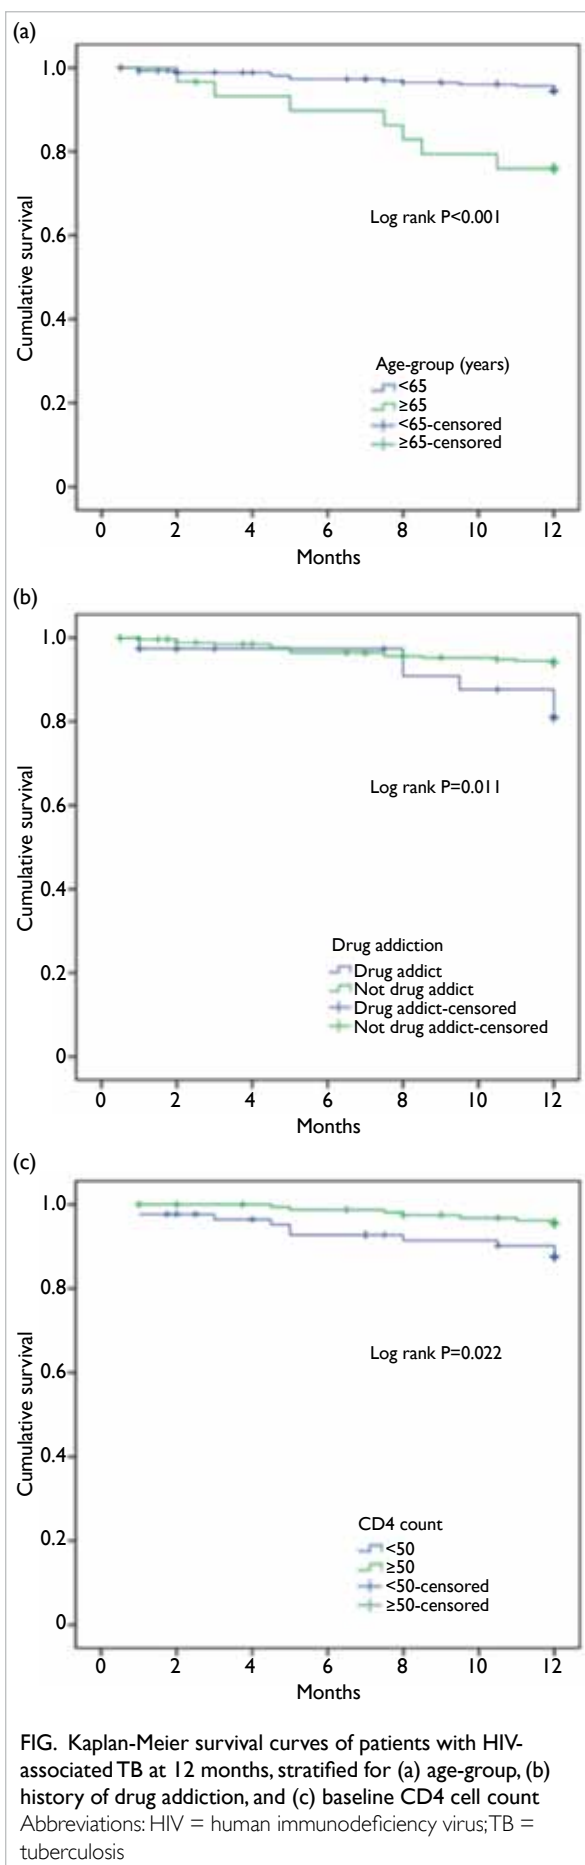 (a)
1.0
0.8
0.6
0.4
0.2
0
Cumulative survival
Log rank P<0.001
Age-group (years)
<65
≥65
<65-censored
≥65-censored
0 2 4 6 8 10 12
Months
(b)
1.0
0.8
0.6
0.4
0.2
0
Cumulative survival
Log rank P=0.011
Drug addiction
Drug addict
Not drug addict
Drug addict-censored
Not drug addict-censored
0 2 4 6 8 10 12
Months
(c)
1.0
0.8
0.6
0.4
0.2
0
Cumulative survival
Log rank P=0.022
CD4 count
<50
≥50
<50-censored
≥50-censored
0 2 4 6 8 10 12
Months
FIG. Kaplan-Meier survival curves of patients with HIV-
associated TB at 12 months, stratified for (a) age-group, (b)
history of drug addiction, and (c) baseline CD4 cell count
Abbreviations: HIV = human immunodeficiency virus; TB =
tuberculosis